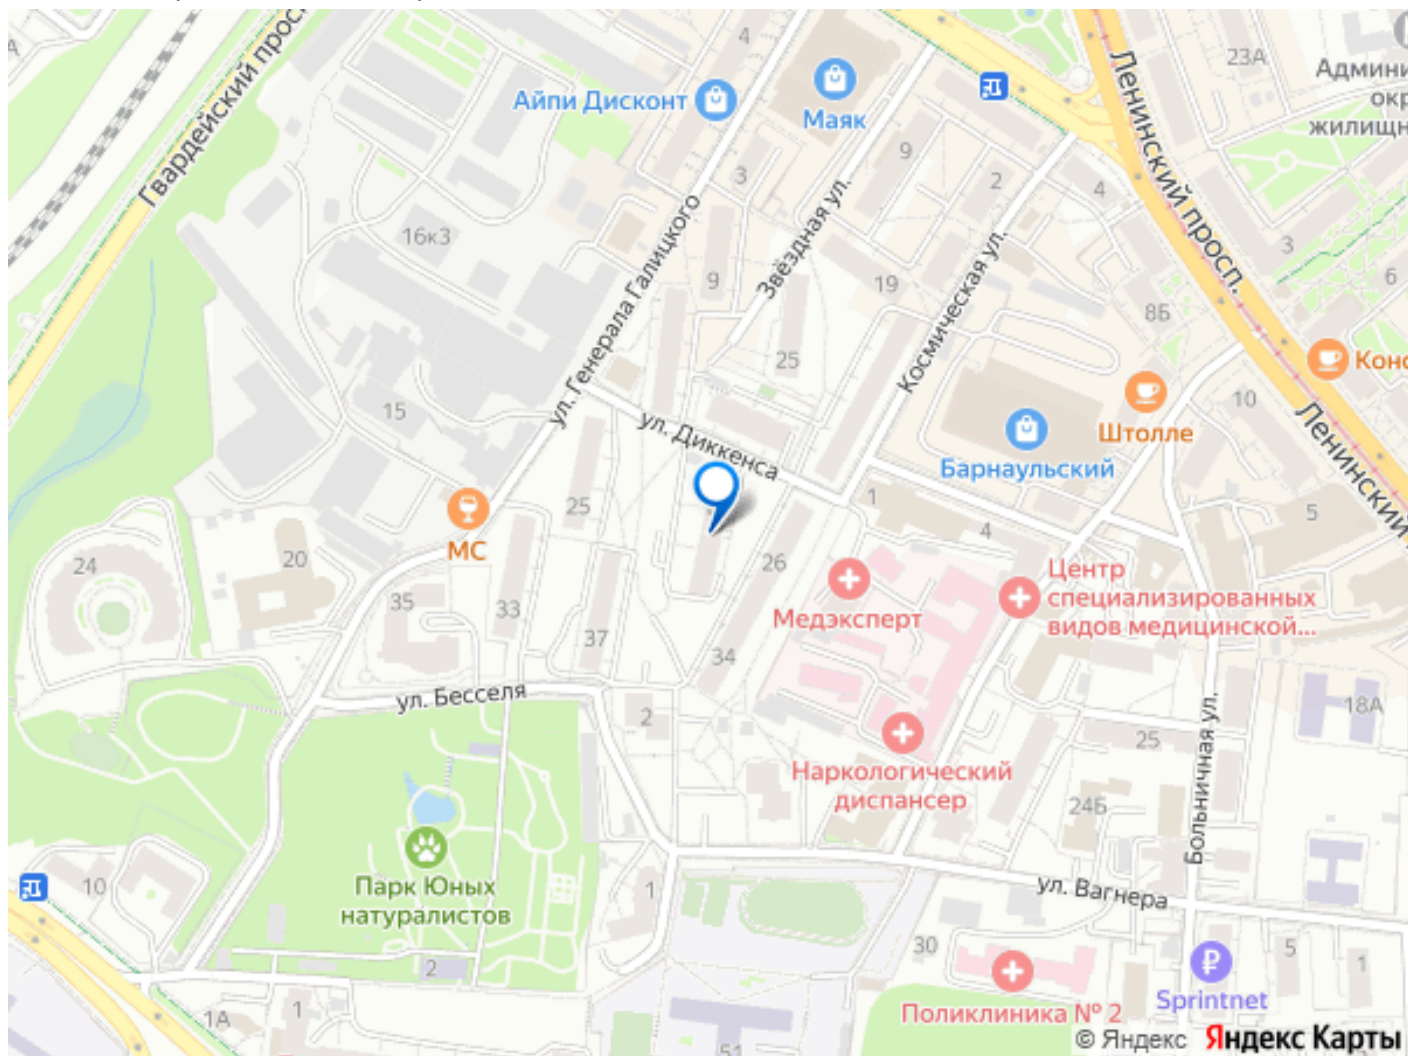 Гвардейский прос
4
Айпи Дисконт
Маяк
Ленинский просп.
23А
Админи
окр
жилищн
3
9
2
4
16к3
ул. Генерала Галицкого
Звёздная ул.
Космическая ул.
9
19
3
6
8Б
25
Конс
15
ул. Диккенса
Штолле
10
Барнаульский
Ленинский
25
1
4
5
МС
24
20
26
35
33
37
34
Медэксперт
Центр
специализированных
видов медицинской...
ул. Бесселя
2
18А
25
Наркологический
диспансер
24Б
Больничная ул.
10
Парк Юных
натуралистов
1
ул. Вагнера
30
5
1
2
1
1А
Sprintnet
Поликлиника № 2
51
© Яндекс Яндекс Карты